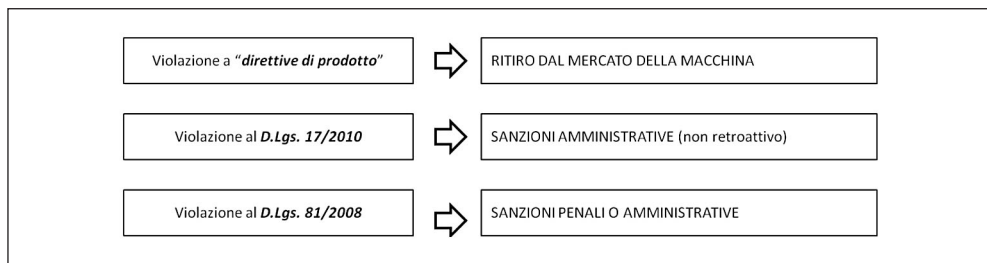 Violazione a “direttive di prodotto”
RITIRO DAL MERCATO DELLA MACCHINA
Violazione al D.Lgs. 17/2010
SANZIONI AMMINISTRATIVE (non retroattivo)
Violazione al D.Lgs. 81/2008
SANZIONI PENALI O AMMINISTRATIVE